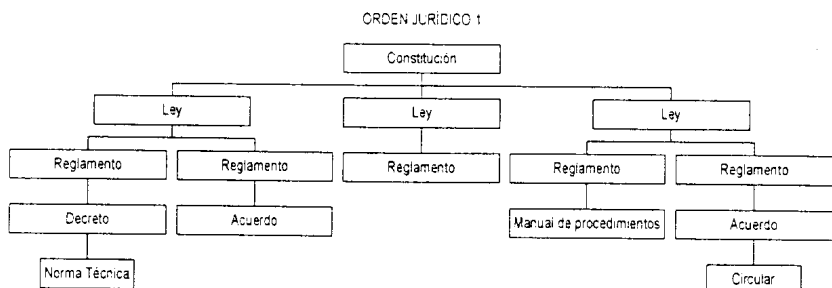 ORDEN JURÍDICO 1
Constitución
Ley Ley Ley
Reglamento Reglamento Reglamento Reglamento Reglamento
Decreto Acuerdo Manual de procedimientos Acuerdo
Norma Técnica Circular